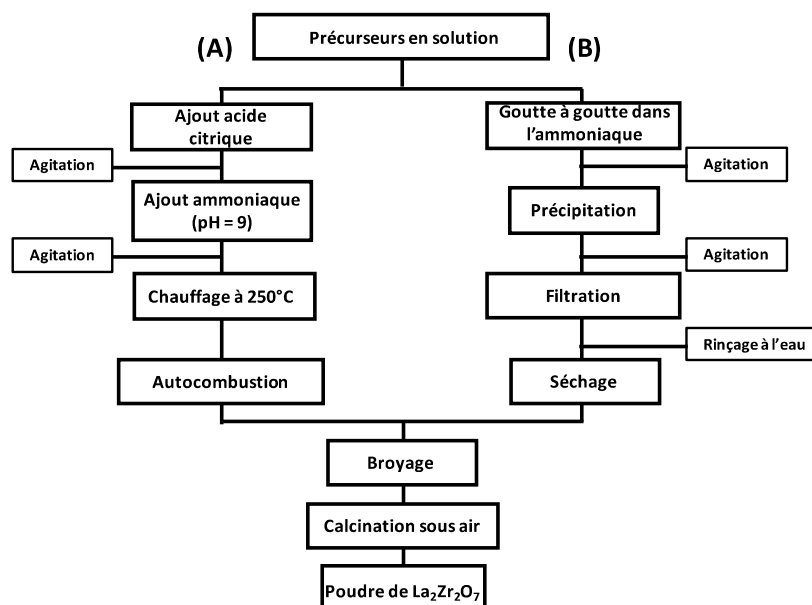 (A)
Précurseurs en solution
(B)
Ajout acide
citrique
Agitation
Ajout ammoniaque
(pH = 9)
Agitation
Chauffage à 250°C
Autocombustion
Goutte à goutte dans
l’ammoniaque
Agitation
Précipitation
Agitation
Filtration
Rinçage à l’eau
Séchage
Broyage
Calcination sous air
Poudre de La₂Zr₂O₇